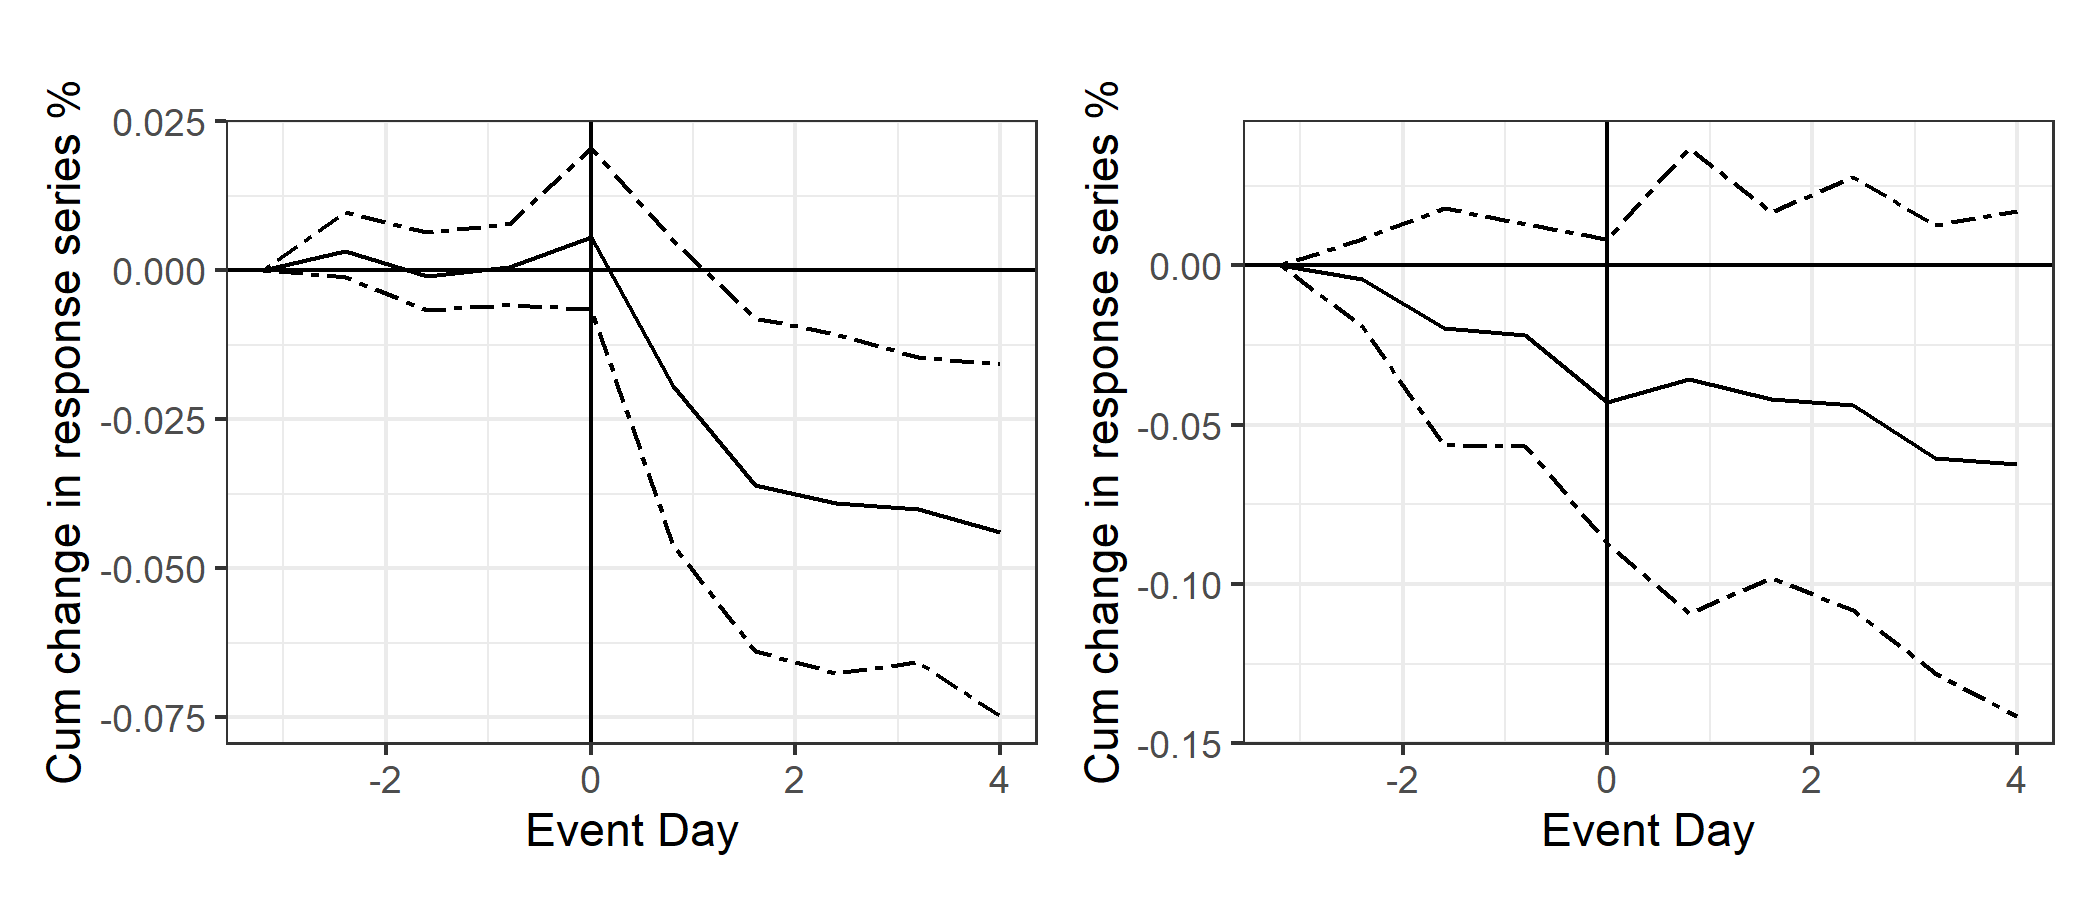 Cum change in response series %
0.025
0.000
-0.025
-0.050
-0.075
-2 0 2 4
Event Day
Cum change in response series %
0.00
-0.05
-0.10
-0.15
-2 0 2 4
Event Day